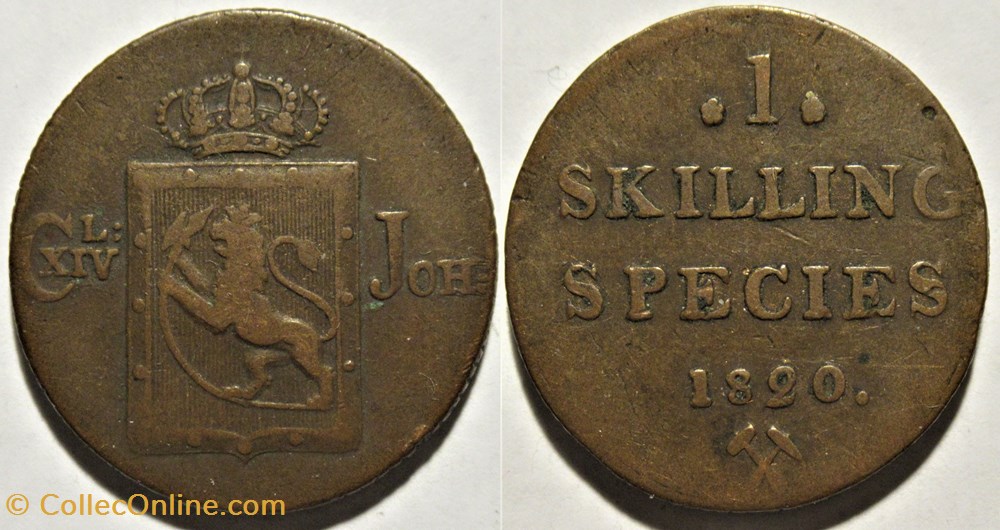 CL: XIV JOH:
.1.
SKILLING
SPECIES
1820.
© CollecOnline.com